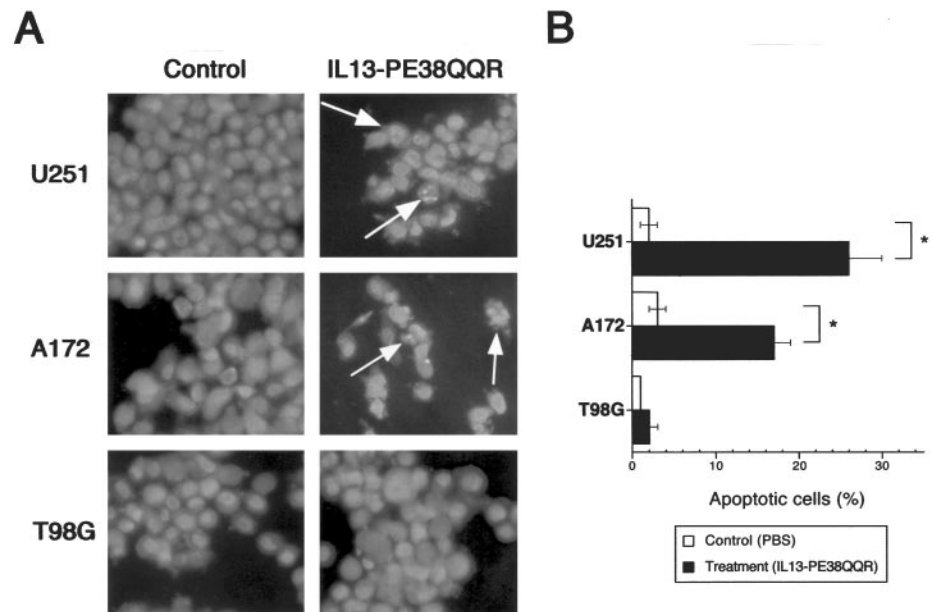 A
Control
IL13-PE38QQR
U251
A172
T98G
B
U251
*
A172
*
T98G
0
10
20
30
Apoptotic cells (%)
Control (PBS)
Treatment (IL13-PE38QQR)